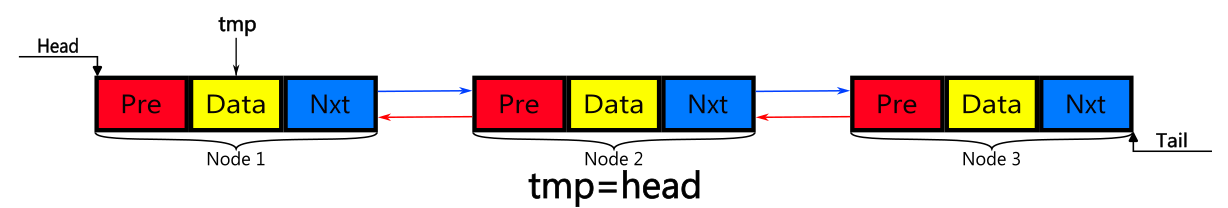 tmp
Head
Pre Data Nxt Pre Data Nxt Pre Data Nxt
Tail
Node 1 Node 2 Node 3
tmp=head